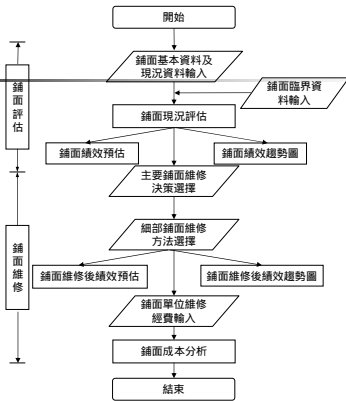 開始
鋪面基本資料及
現況資料輸入
鋪面臨界資
料輸入
鋪面評估
鋪面現況評估
鋪面績效預估
鋪面績效趨勢圖
主要鋪面維修
決策選擇
細部鋪面維修
方法選擇
鋪面維修
鋪面維修後績效預估
鋪面維修後績效趨勢圖
鋪面單位維修
經費輸入
鋪面成本分析
結束